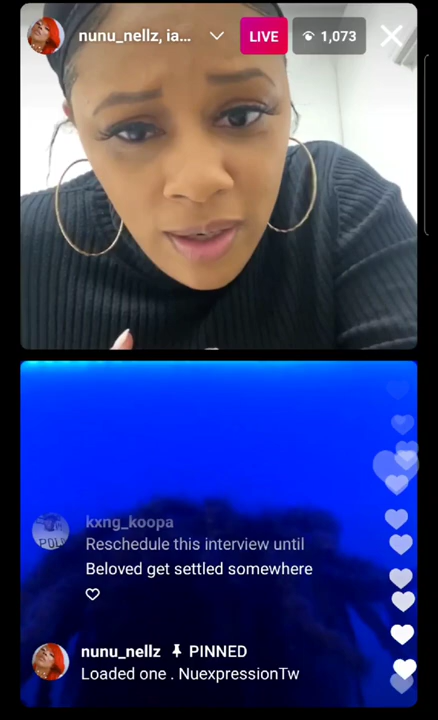 nunu_nellz, ia...
LIVE
1,073
kxng_koopa
Reschedule this interview until
Beloved get settled somewhere
nunu_nellz PINNED
Loaded one . NuexpressionTw